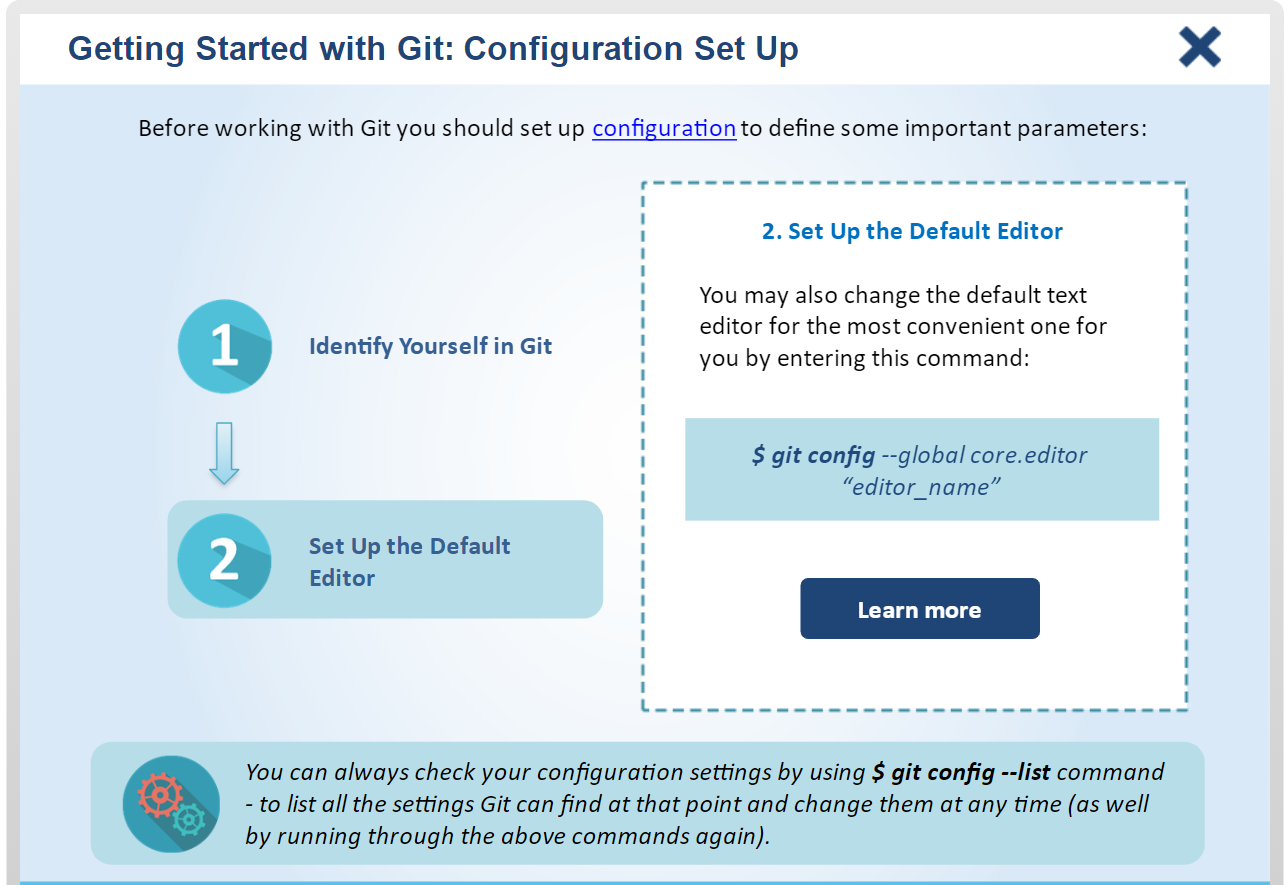 Getting Started with Git: Configuration Set Up
Before working with Git you should set up configuration to define some important parameters:
1
Identify Yourself in Git
2
Set Up the Default
Editor
2. Set Up the Default Editor
You may also change the default text
editor for the most convenient one for
you by entering this command:
$ git config --global core.editor
“editor_name”
Learn more
You can always check your configuration settings by using $ git config --list command
- to list all the settings Git can find at that point and change them at any time (as well
by running through the above commands again).